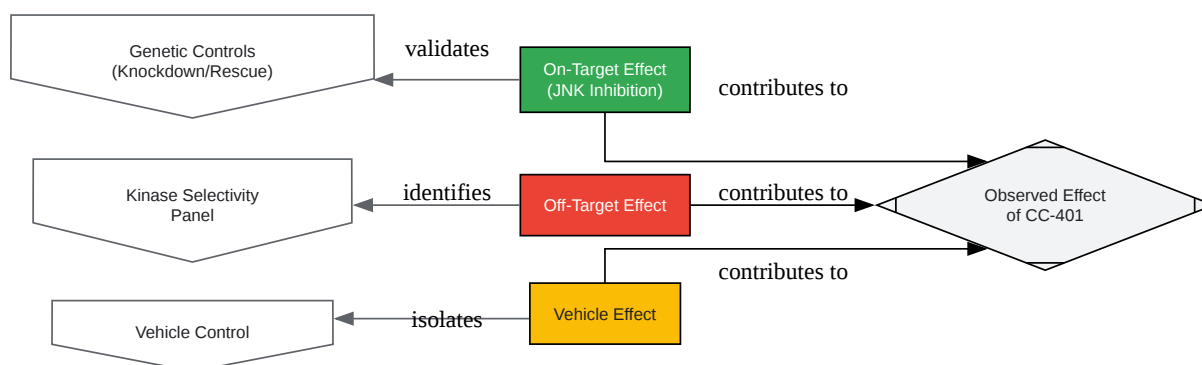 Genetic Controls
(Knockdown/Rescue)
validates
On-Target Effect
(JNK Inhibition)
contributes to
Kinase Selectivity
Panel
identifies
Off-Target Effect
contributes to
Observed Effect
of CC-401
Vehicle Control
isolates
Vehicle Effect
contributes to